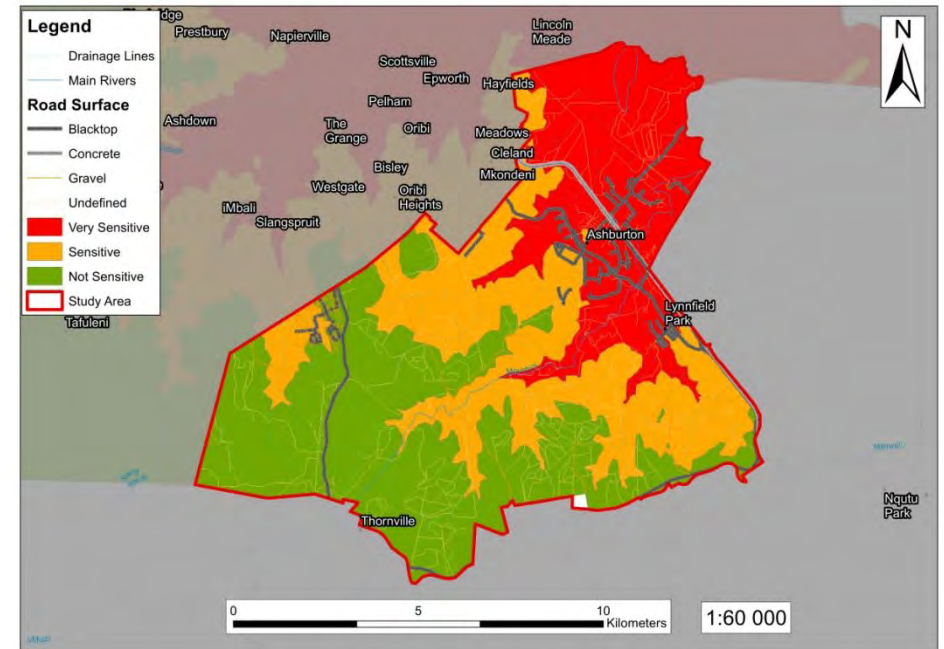 Legend
Drainage Lines
Main Rivers
Road Surface
Blacktop
Concrete
Gravel
Undefined
Very Sensitive
Sensitive
Not Sensitive
Study Area
Prestbury
Napierville
Lincoln
Meade
Scottsville
Epworth
Hayfields
Pelham
Ashdown
The
Grange
Oribi
Meadows
Cleland
Bisley
Mkondeni
Westgate
Oribi
Heights
iMbali
Slangspruit
Ashburton
Lynnfield
Park
Tafuleni
Thornville
Nqutu
Park
N
0 5 10
Kilometers
1:60 000